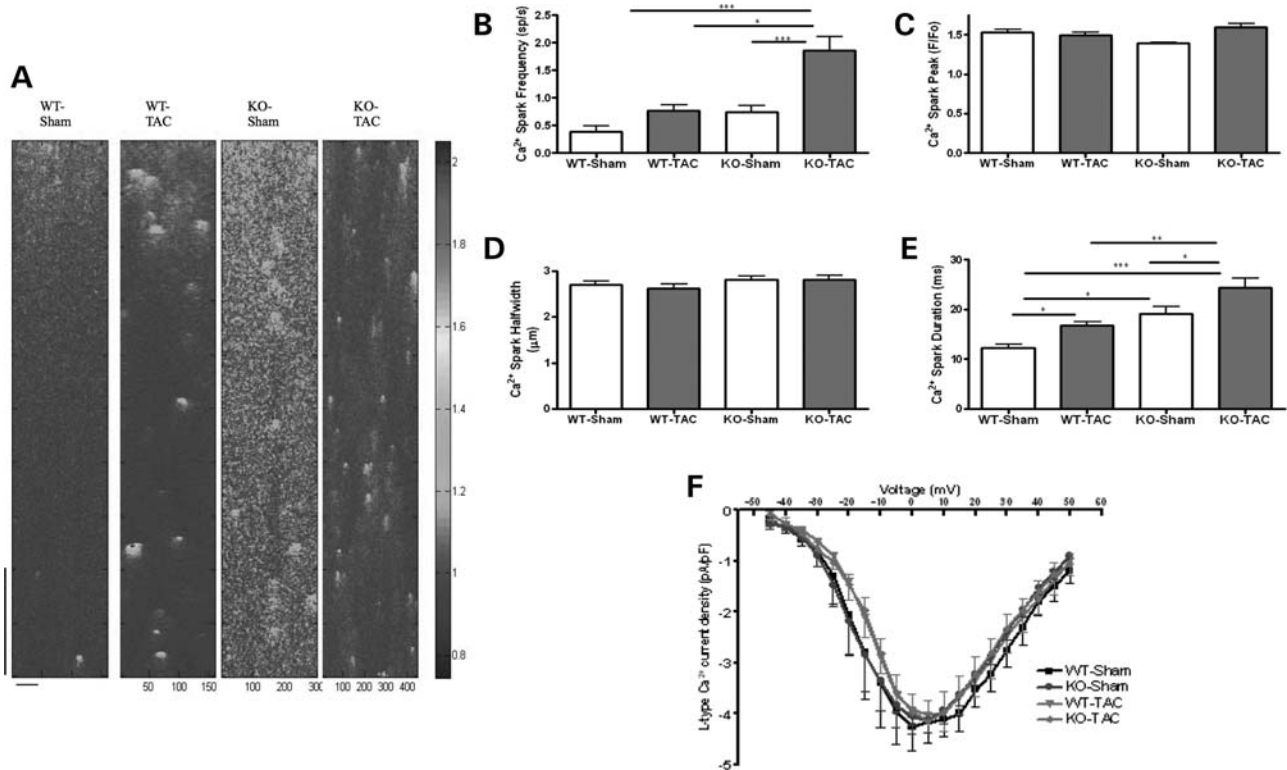 A
WT-
Sham
WT-
TAC
KO-
Sham
KO-
TAC
2
1.8
1.6
1.4
1.2
1
0.8
50 100 150
100 200 300
100 200 300 400
B
Ca²⁺ Spark Frequency (sp/s)
2.5
2.0
1.5
1.0
0.5
0.0
***
*
***
WT-Sham WT-TAC KO-Sham KO-TAC
C
Ca²⁺ Spark Peak (F/Fo)
1.5
1.0
0.5
0.0
WT-Sham WT-TAC KO-Sham KO-TAC
D
Ca²⁺ Spark Halfwidth
(μm)
3
2
1
0
WT-Sham WT-TAC KO-Sham KO-TAC
E
Ca²⁺ Spark Duration (ms)
30
20
10
0
**
*
***
*
*
WT-Sham WT-TAC KO-Sham KO-TAC
F
Voltage (mV)
-50 -40 -30 -20 -10 0 10 20 30 40 50 60
L-type Ca²⁺ current density (pA/pF)
0
-1
-2
-3
-4
-5
WT-Sham
KO-Sham
WT-TAC
KO-TAC